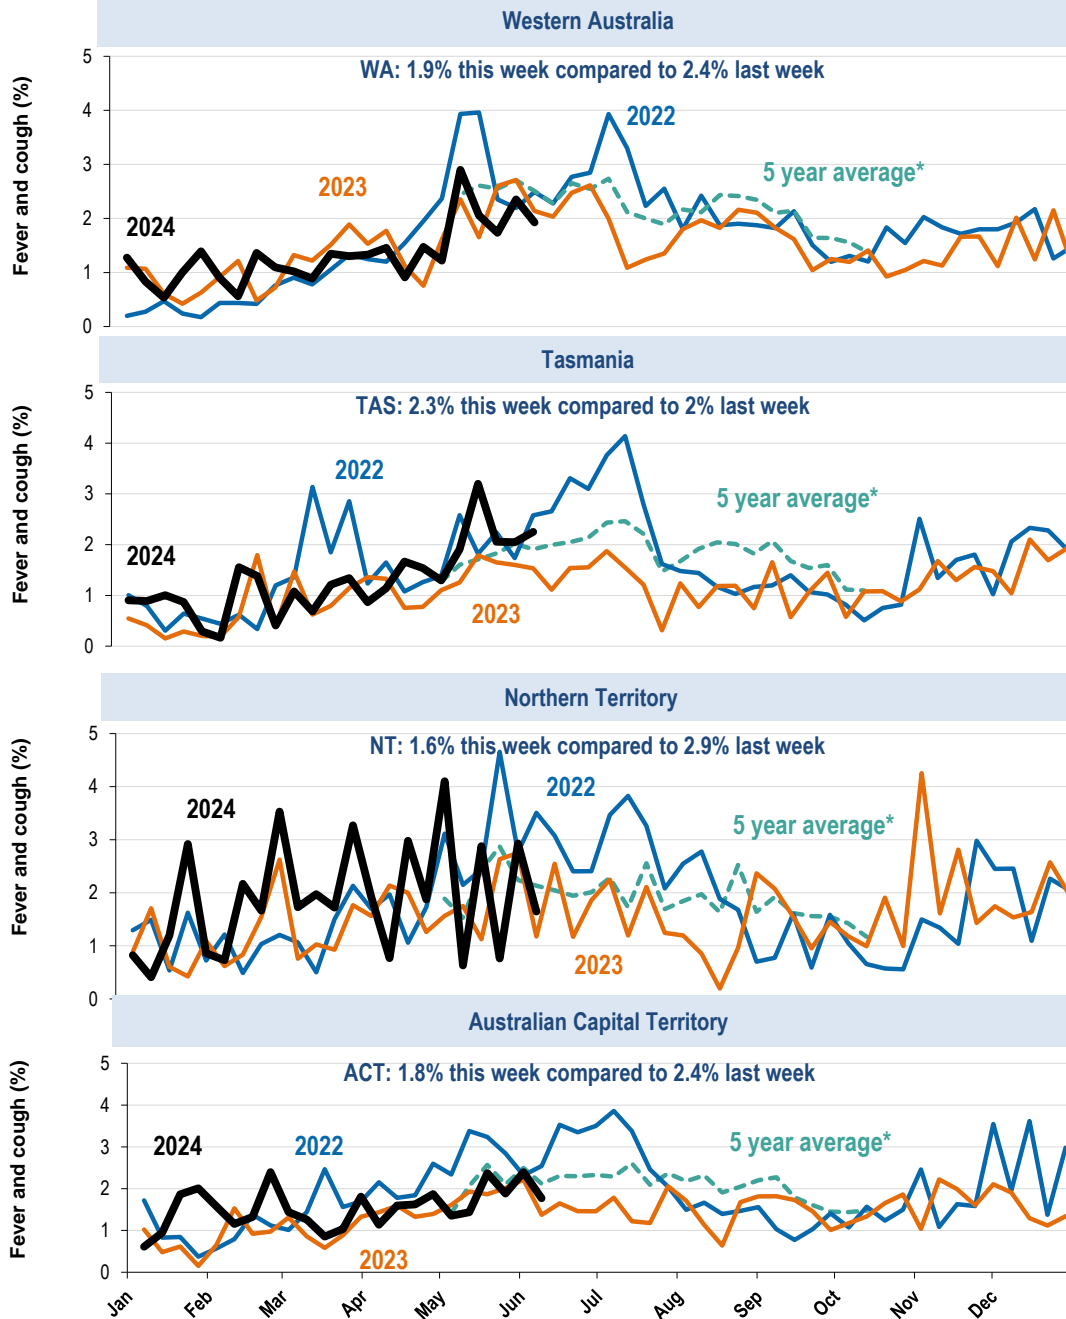 Western Australia
Fever and cough (%)
5
4
3
2
1
0
WA: 1.9% this week compared to 2.4% last week
2022
2023
2024
5 year average*
Tasmania
Fever and cough (%)
5
4
3
2
1
0
TAS: 2.3% this week compared to 2% last week
2022
2024
2023
5 year average*
Northern Territory
Fever and cough (%)
5
4
3
2
1
0
NT: 1.6% this week compared to 2.9% last week
2022
2024
5 year average*
2023
Australian Capital Territory
Fever and cough (%)
5
4
3
2
1
0
ACT: 1.8% this week compared to 2.4% last week
2024
2022
5 year average*
2023
Jan
Feb
Mar
Apr
May
Jun
Jul
Aug
Sep
Oct
Nov
Dec